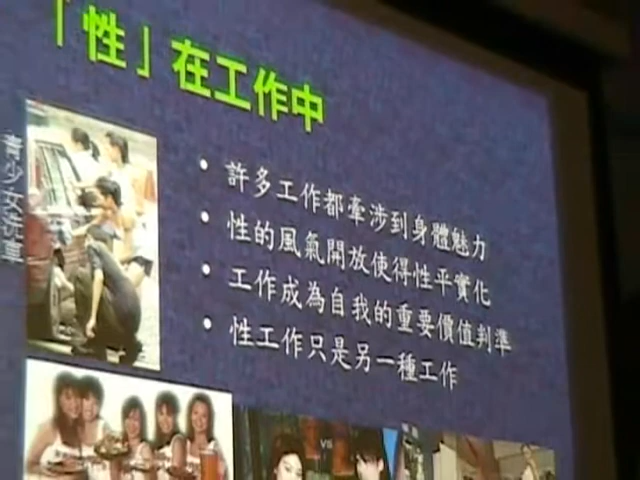 「性」在工作中
青少女洗車
• 許多工作都牽涉到身體魅力
• 性的風氣開放使得性平實化
• 工作成為自我的重要價值判準
• 性工作只是另一種工作
VS